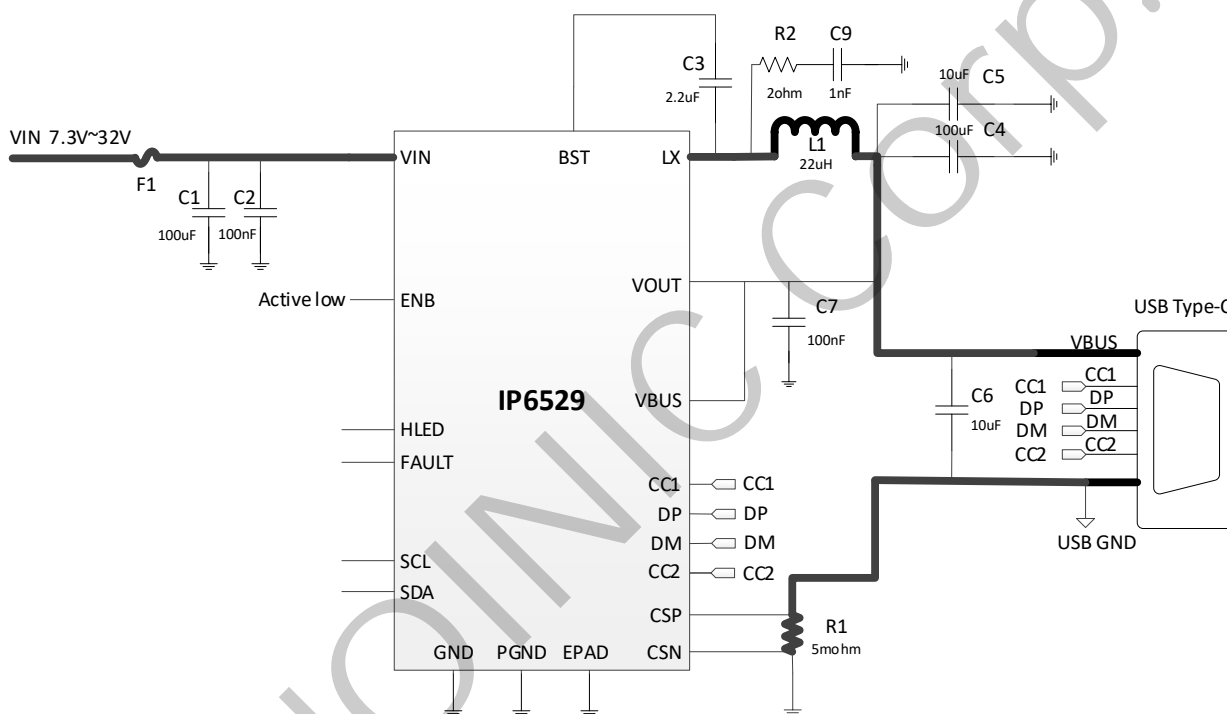 R2
C9
C3
2.2uF
2ohm
1nF
10uF
C5
100uF
C4
VIN 7.3V~32V
F1
VIN
BST
LX
L1
22uH
C1
100uF
C2
100nF
Active low
ENB
VOUT
C7
100nF
USB Type-C
VBUS
IP6529
VBUS
C6
10uF
CC1
CC1
DP
DP
DM
DM
CC2
CC2
HLED
FAULT
CC1
CC1
DP
DP
DM
DM
CC2
CC2
USB GND
SCL
SDA
CSP
R1
5mohm
GND
PGND
EPAD
CSN
OINIC Corp.